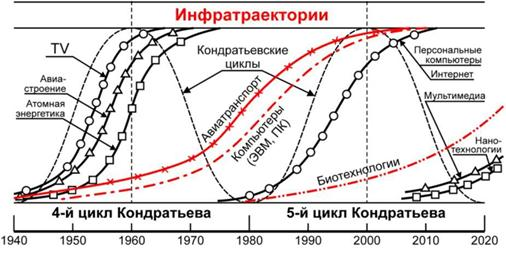 Инфратраектории
TV
Авиа-
строение
Атомная
энергетика
Кондратьевские
циклы
Авиатранспорт
Компьютеры
(ЭВМ, ПК)
Персональные
компьютеры
Интернет
Мультимедиа
Нано-
технологии
Биотехнологии
4-й цикл Кондратьева
5-й цикл Кондратьева
1940 1950 1960 1970 1980 1990 2000 2010 2020